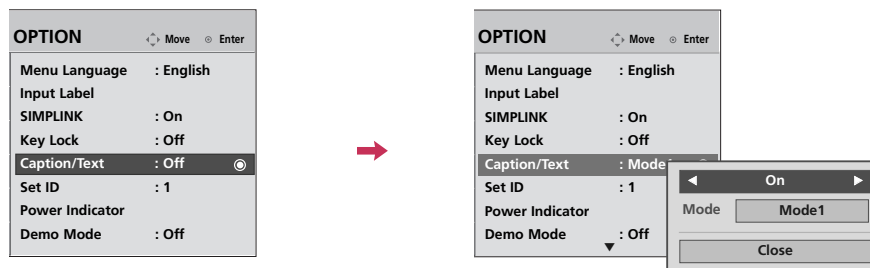 OPTION Move Enter
Menu Language : English
Input Label
SIMPLINK : On
Key Lock : Off
Caption/Text : Off
Set ID : 1
Power Indicator
Demo Mode : Off
OPTION Move Enter
Menu Language : English
Input Label
SIMPLINK : On
Key Lock : Off
Caption/Text : Mode
Set ID : 1
Power Indicator
Demo Mode : Off
On
Mode Mode1
Close